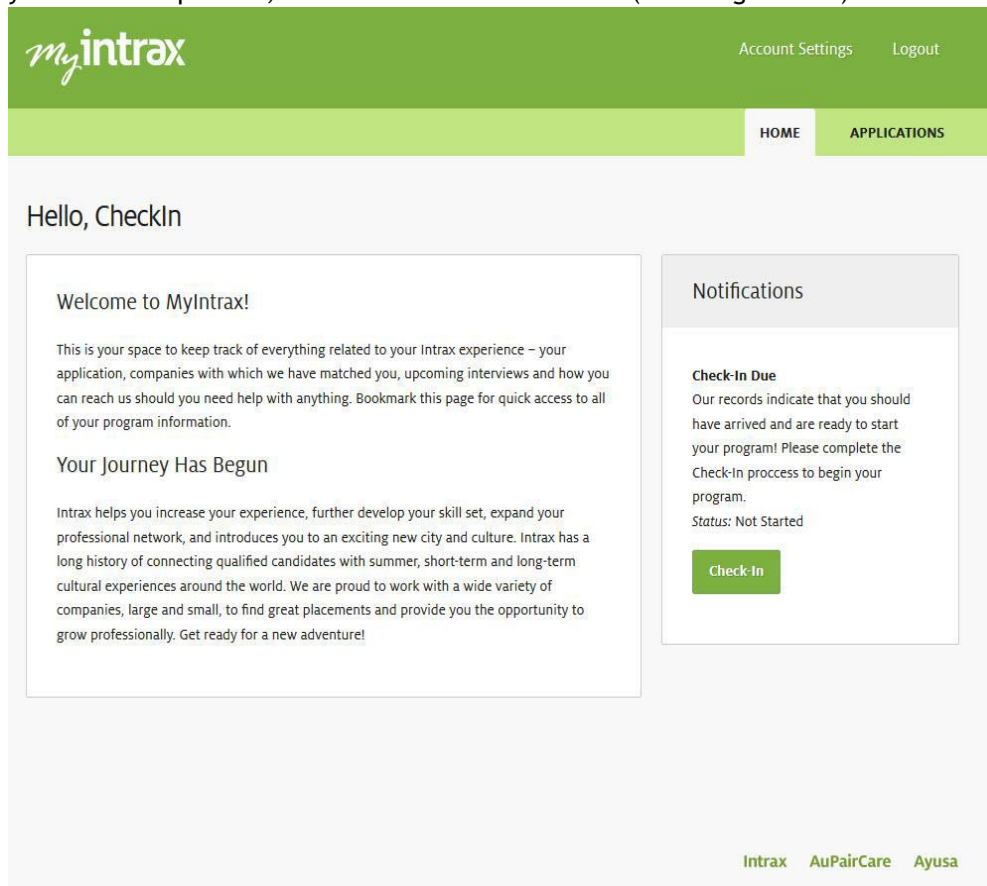 myintrax
Account Settings Logout
HOME APPLICATIONS
Hello, CheckIn
Welcome to MyIntrax!
This is your space to keep track of everything related to your Intrax experience – your
application, companies with which we have matched you, upcoming interviews and how you
can reach us should you need help with anything. Bookmark this page for quick access to all
of your program information.
Your Journey Has Begun
Intrax helps you increase your experience, further develop your skill set, expand your
professional network, and introduces you to an exciting new city and culture. Intrax has a
long history of connecting qualified candidates with summer, short-term and long-term
cultural experiences around the world. We are proud to work with a wide variety of
companies, large and small, to find great placements and provide you the opportunity to
grow professionally. Get ready for a new adventure!
Notifications
Check-In Due
Our records indicate that you should
have arrived and are ready to start
your program! Please complete the
Check-In proccess to begin your
program.
Status: Not Started
Check-In
Intrax AuPairCare Ayusa